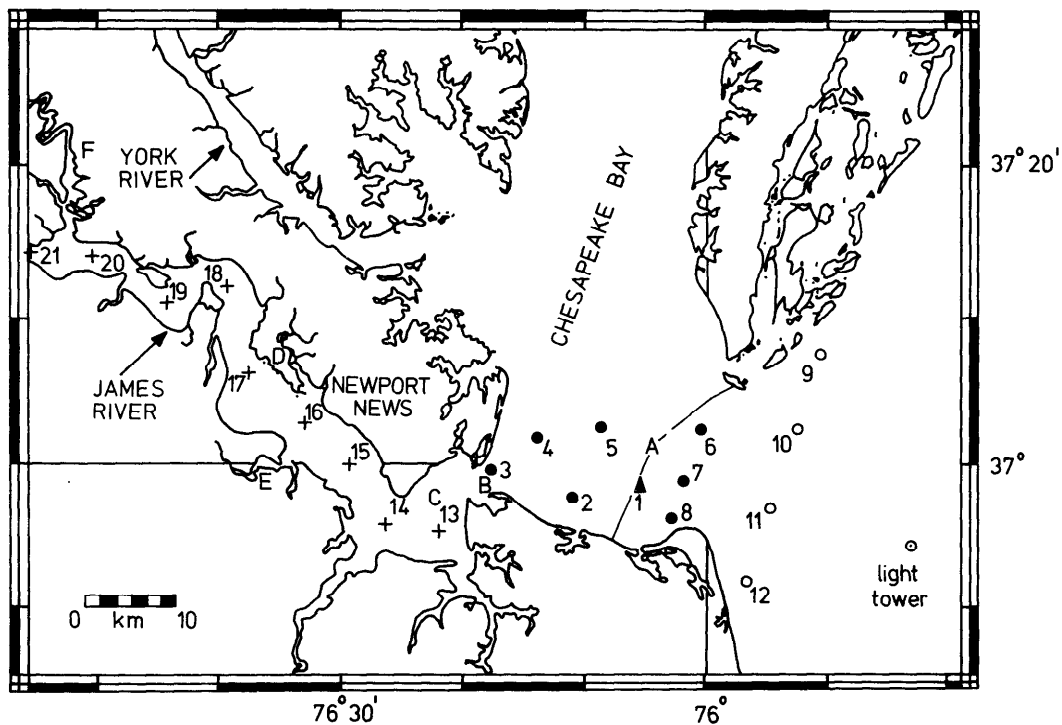 F
YORK
RIVER
37° 20'
CHESAPEAKE BAY
21
20
18
19
9
D
17
JAMES
RIVER
NEWPORT
NEWS
16
10
4
5
A
6
15
37°
3
7
E
B
C
2
1
14
13
8
11
light
tower
12
0
km
10
76° 30'
76°